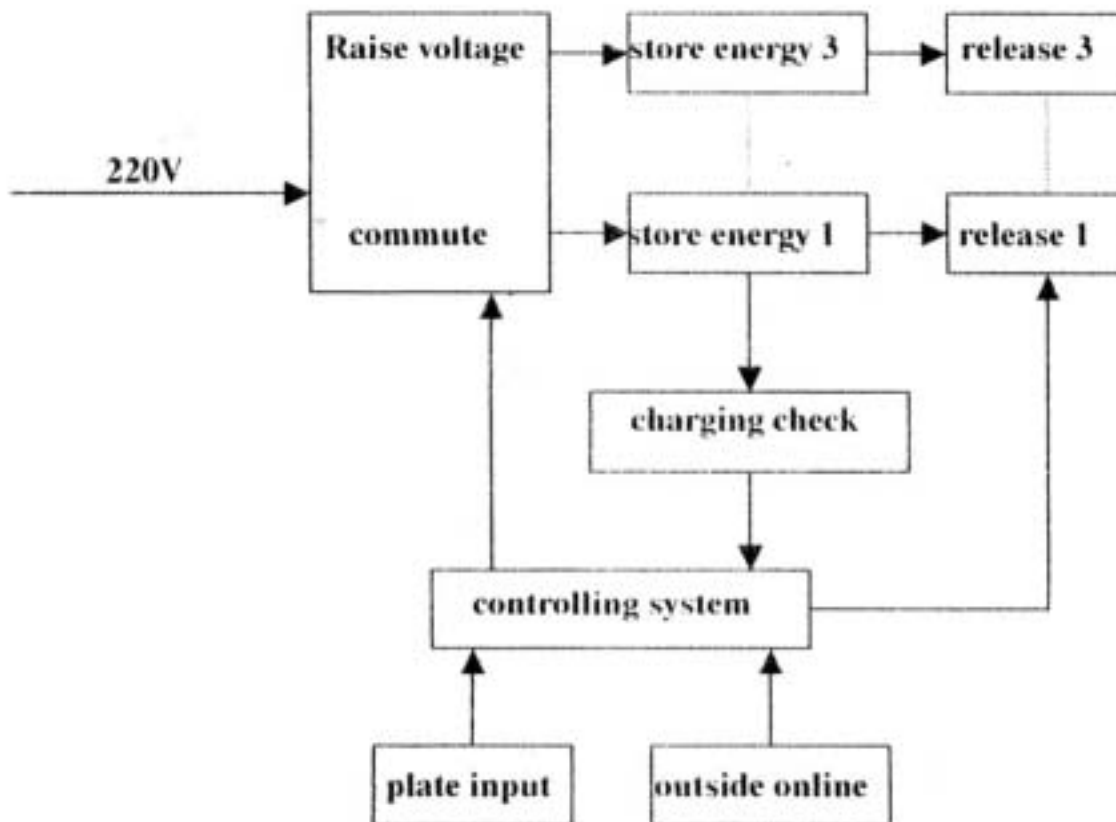 Raise voltage
store energy 3
release 3
220V
commute
store energy 1
release 1
charging check
controlling system
plate input
outside online